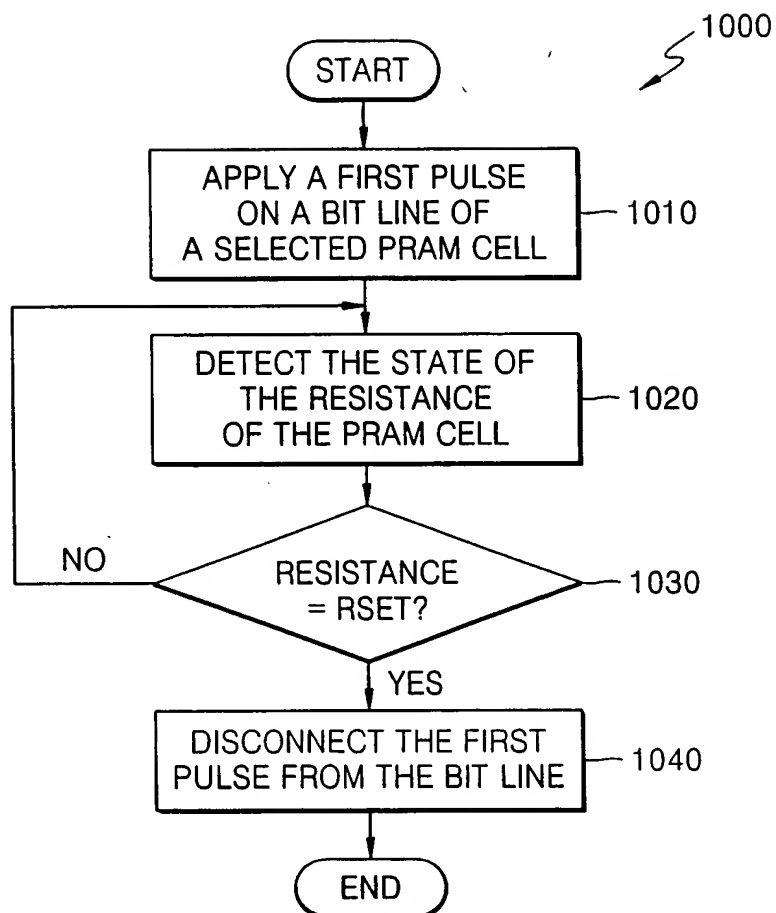 1000
START
APPLY A FIRST PULSE
ON A BIT LINE OF
A SELECTED PRAM CELL
1010
DETECT THE STATE OF
THE RESISTANCE
OF THE PRAM CELL
1020
NO
RESISTANCE
= RSET?
1030
YES
DISCONNECT THE FIRST
PULSE FROM THE BIT LINE
1040
END